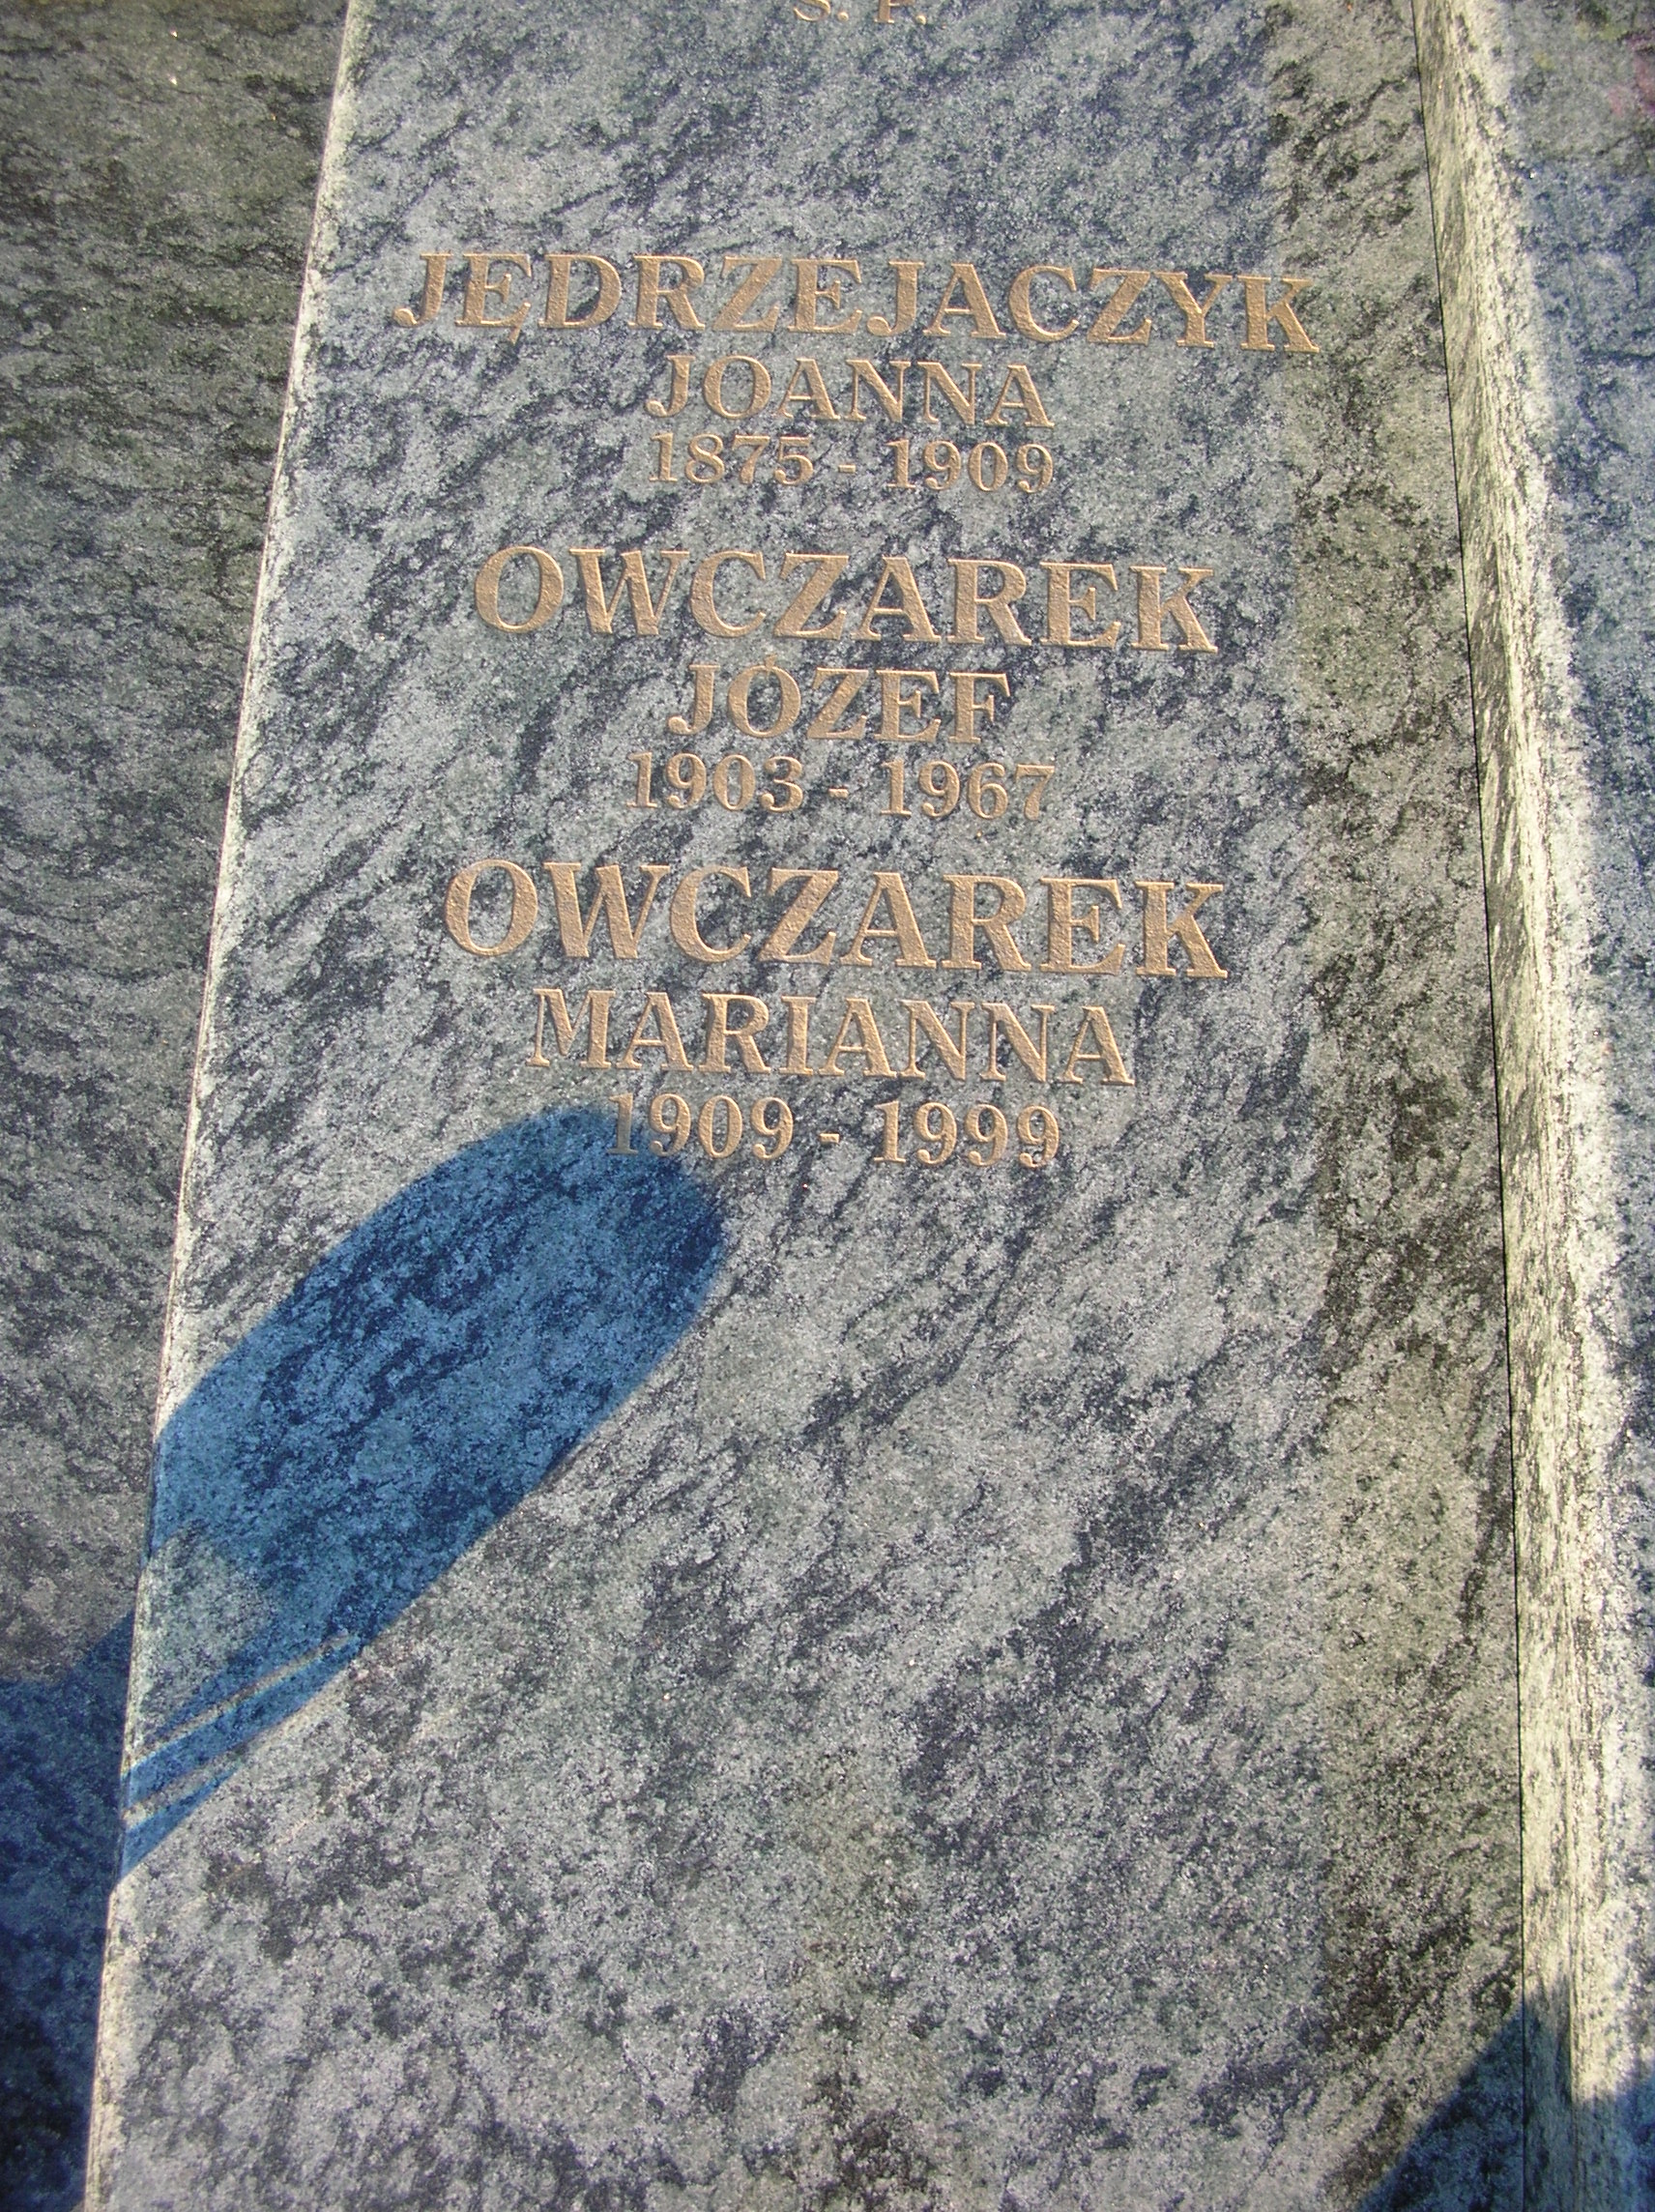 Ś. P.
JĘDRZEJACZYK
JOANNA
1875 - 1909
OWCZAREK
JÓZEF
1903 - 1967
OWCZAREK
MARIANNA
1909 - 1999